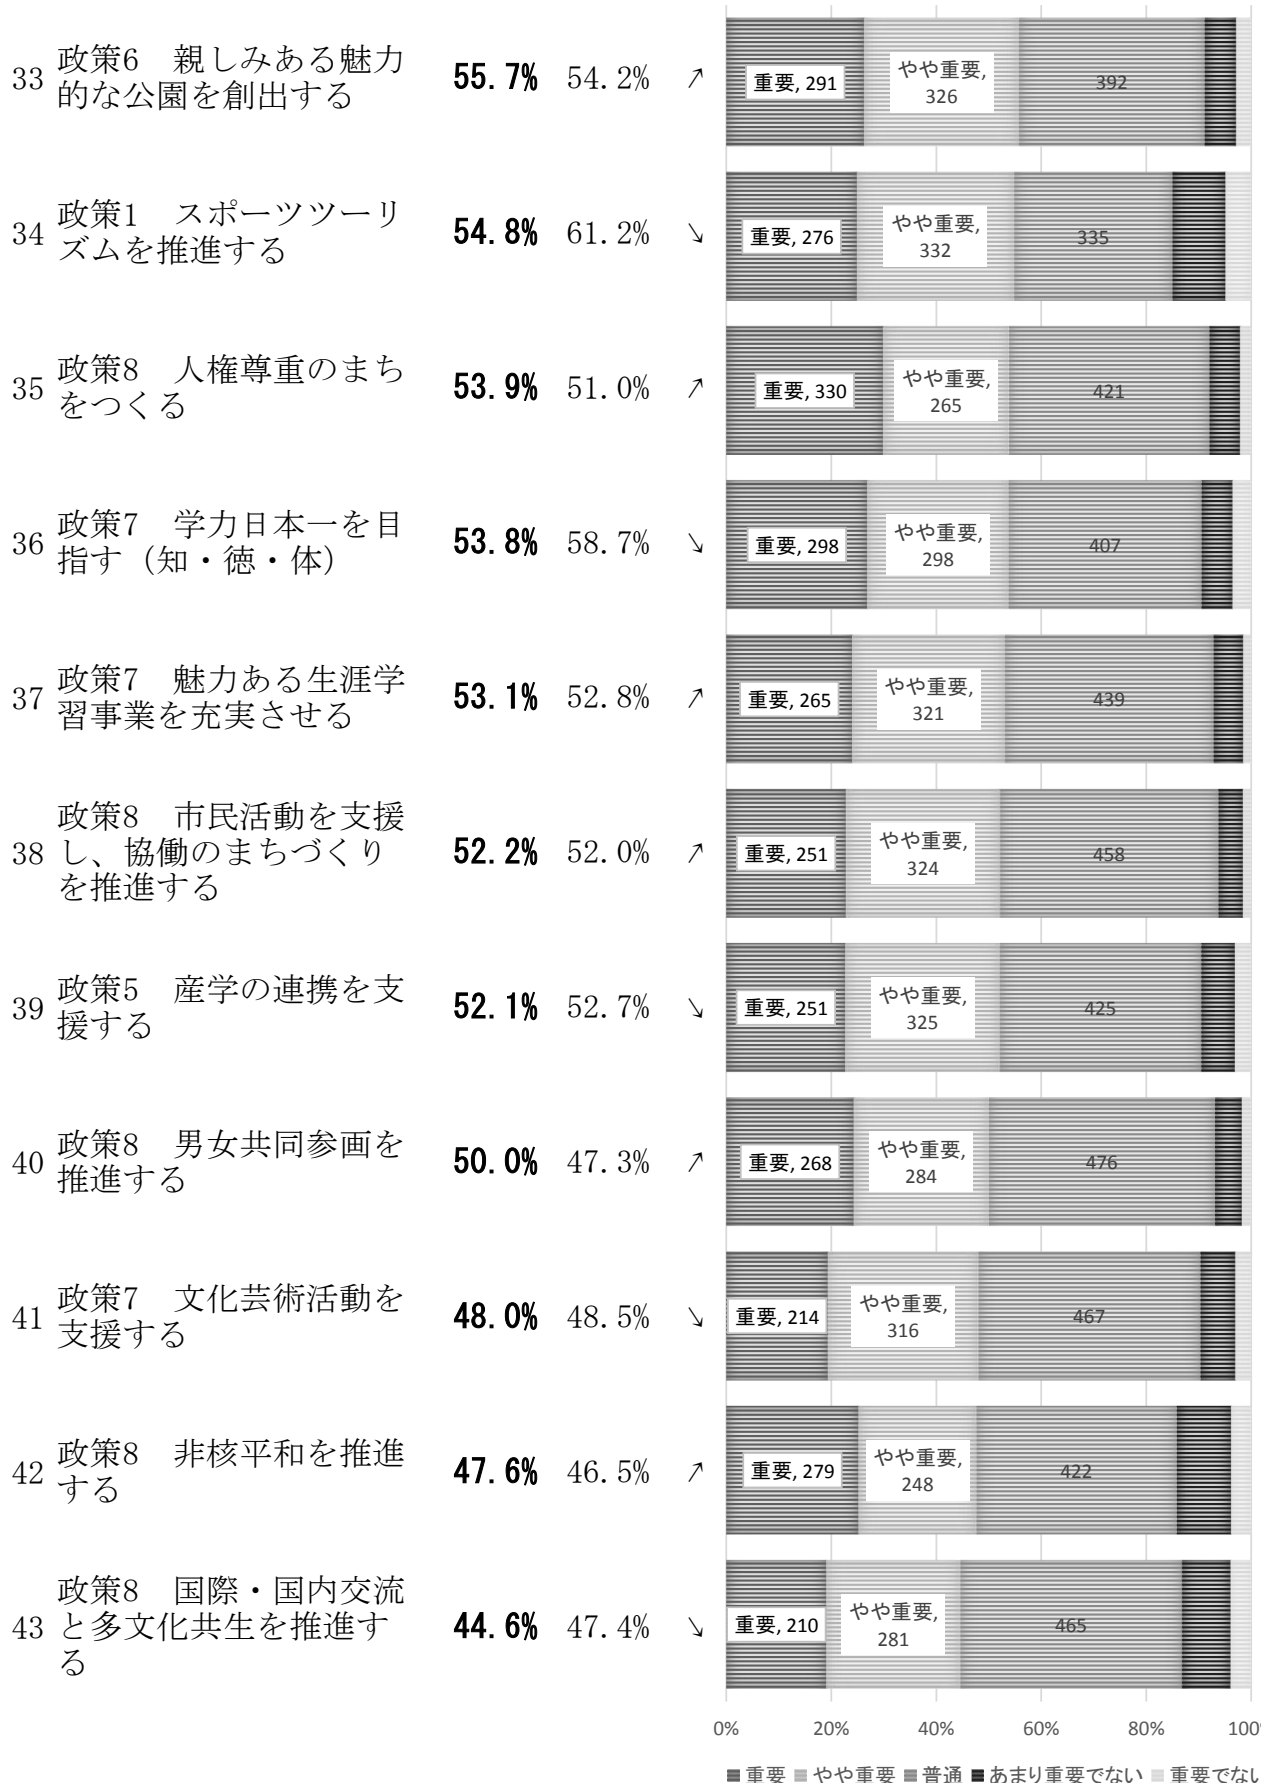 33 政策6　親しみある魅力
的な公園を創出する
55.7% 54.2% ↗
重要, 291 やや重要,
326
392
34 政策1　スポーツツーリ
ズムを推進する
54.8% 61.2% ↘
重要, 276 やや重要,
332
335
35 政策8　人権尊重のまち
をつくる
53.9% 51.0% ↗
重要, 330 やや重要,
265
421
36 政策7　学力日本一を目
指す（知・徳・体）
53.8% 58.7% ↘
重要, 298 やや重要,
298
407
37 政策7　魅力ある生涯学
習事業を充実させる
53.1% 52.8% ↗
重要, 265 やや重要,
321
439
38 政策8　市民活動を支援
し、協働のまちづくり
を推進する
52.2% 52.0% ↗
重要, 251 やや重要,
324
458
39 政策5　産学の連携を支
援する
52.1% 52.7% ↘
重要, 251 やや重要,
325
425
40 政策8　男女共同参画を
推進する
50.0% 47.3% ↗
重要, 268 やや重要,
284
476
41 政策7　文化芸術活動を
支援する
48.0% 48.5% ↘
重要, 214 やや重要,
316
467
42 政策8　非核平和を推進
する
47.6% 46.5% ↗
重要, 279 やや重要,
248
422
43 政策8　国際・国内交流
と多文化共生を推進す
る
44.6% 47.4% ↘
重要, 210 やや重要,
281
465
0% 20% 40% 60% 80% 100%
重要 やや重要 普通 あまり重要でない 重要でない